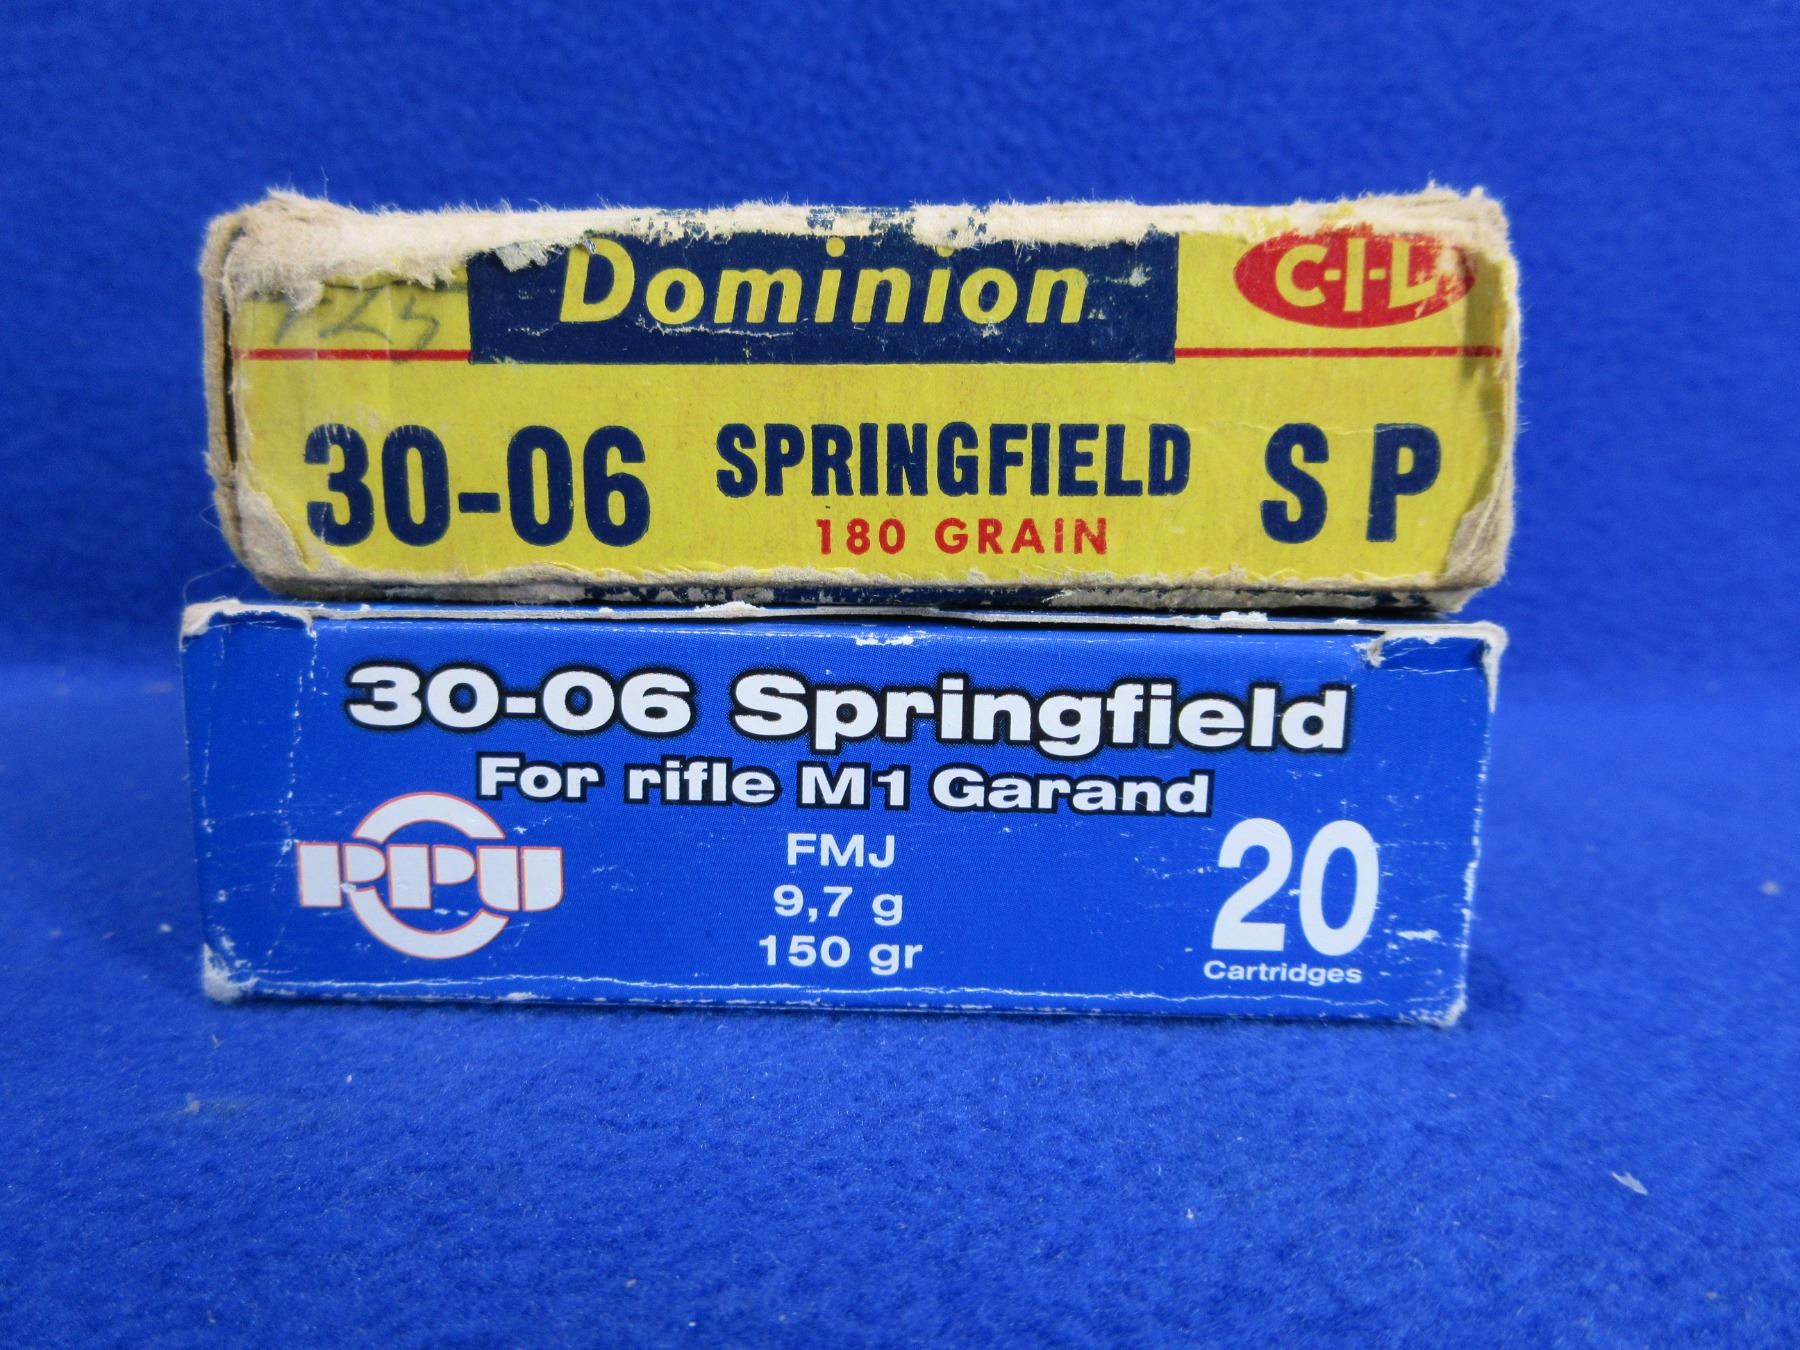 Dominion
C-I-L
30-06 SPRINGFIELD SP
180 GRAIN
30-06 Springfield
For rifle M1 Garand
PPU
FMJ
9,7 g
150 gr
20
Cartridges